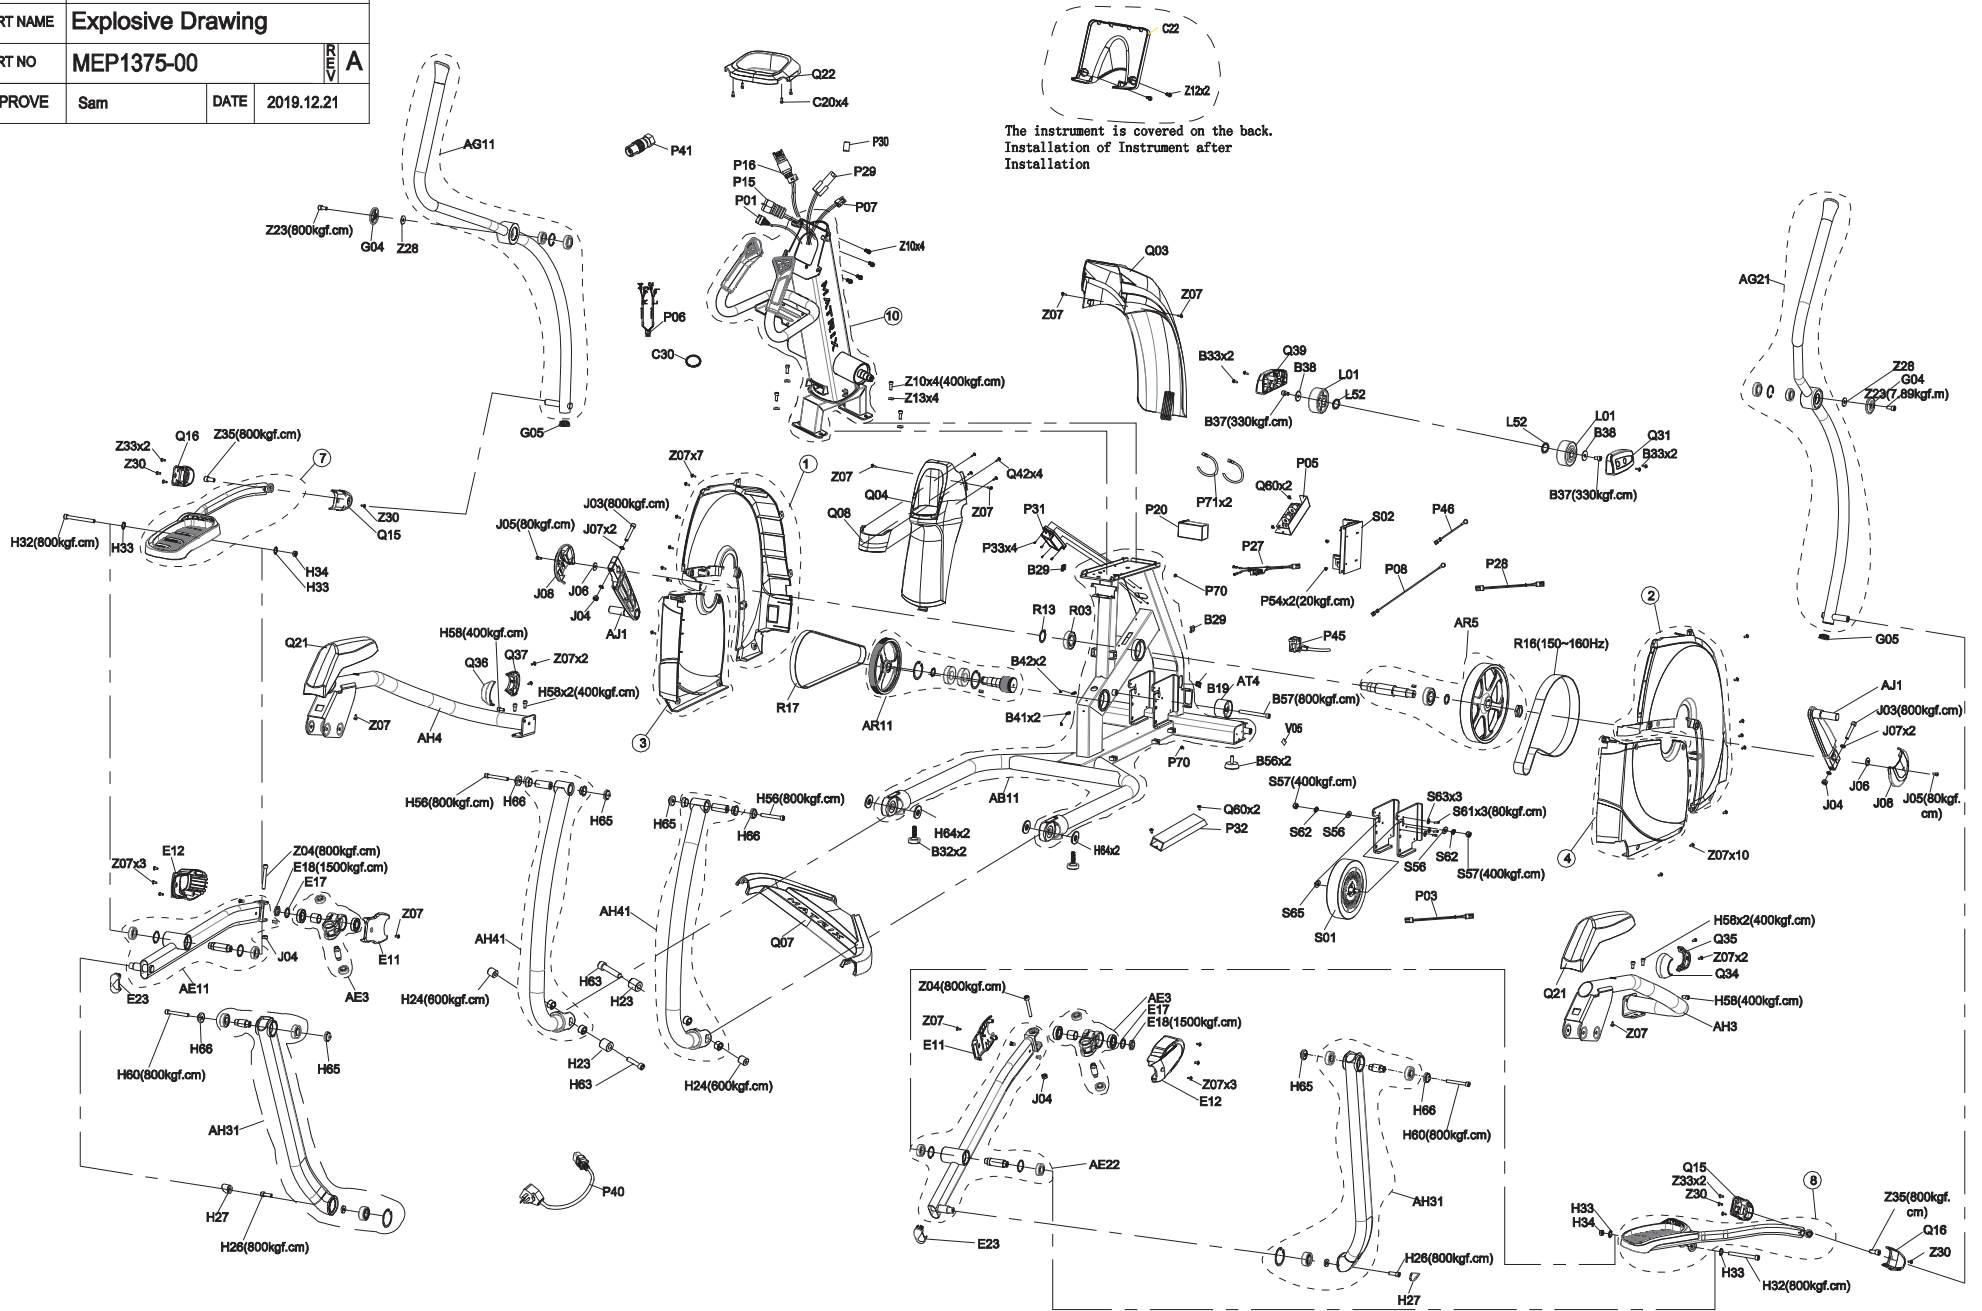 RT NAME
Explosive Drawing
RT NO
MEP1375-00
REV
A
PROVE
Sam
DATE
2019.12.21
C22
Z12x2
The instrument is covered on the back.
Installation of Instrument after
Installation
Q22
C20x4
P41
P30
P16
P29
P15
P01
P07
Z10x4
AG11
Z23(800kgf.cm)
G04
Z28
P06
C30
10
MATRIX
Z10x4(400kgf.cm)
Z13x4
Q03
Z07
Z07
AG21
Z28
G04
Z23(7.89kgf.m)
B33x2
Q39
B38
L01
L52
B37(330kgf.cm)
L52
L01
B38
Q31
B33x2
B37(330kgf.cm)
G05
Z33x2
Q16
Z35(800kgf.cm)
7
Z30
Z30
Q15
H32(800kgf.cm)
H33
H34
H33
Z07x7
1
J03(800kgf.cm)
J05(80kgf.cm)
J07x2
J08
J06
J04
AJ1
Z07
Q42x4
Q04
Z07
Q08
P71x2
Q60x2
P05
P31
P20
S02
P46
P33x4
B29
P27
P08
P28
P70
P54x2(20kgf.cm)
R13
R03
B29
P45
2
AR5
R16(150~160Hz)
G05
Q21
H58(400kgf.cm)
Q36
Q37
Z07x2
H58x2(400kgf.cm)
Z07
AH4
3
R17
AR11
B42x2
B41x2
B19
AT4
B57(800kgf.cm)
V05
P70
B56x2
AB11
AJ1
J03(800kgf.cm)
J07x2
J04
J06
J08
J05(80kgf.
cm)
H56(800kgf.cm)
H66
H65
H65
H56(800kgf.cm)
H66
H64x2
B32x2
H64x2
Q60x2
P32
S57(400kgf.cm)
S62
S56
S63x3
S61x3(80kgf.cm)
S56
S62
S57(400kgf.cm)
S65
S01
P03
4
Z07x10
E12
Z07x3
Z04(800kgf.cm)
E18(1500kgf.cm)
E17
Z07
E11
J04
AE3
E23
AE11
AH41
AH41
MATRIX
Q07
H24(600kgf.cm)
H63
H23
H23
H63
H24(600kgf.cm)
H66
H60(800kgf.cm)
H65
AH31
H27
H26(800kgf.cm)
P40
Z04(800kgf.cm)
Z07
E11
AE3
E17
E18(1500kgf.cm)
J04
Z07x3
E12
AE22
E23
H65
H66
H60(800kgf.cm)
AH31
H26(800kgf.cm)
H27
H58x2(400kgf.cm)
Q35
Z07x2
Q34
Q21
H58(400kgf.cm)
AH3
Z07
Q15
Z33x2
Z30
8
Z35(800kgf.
cm)
H33
H34
Q16
Z30
H33
H32(800kgf.cm)